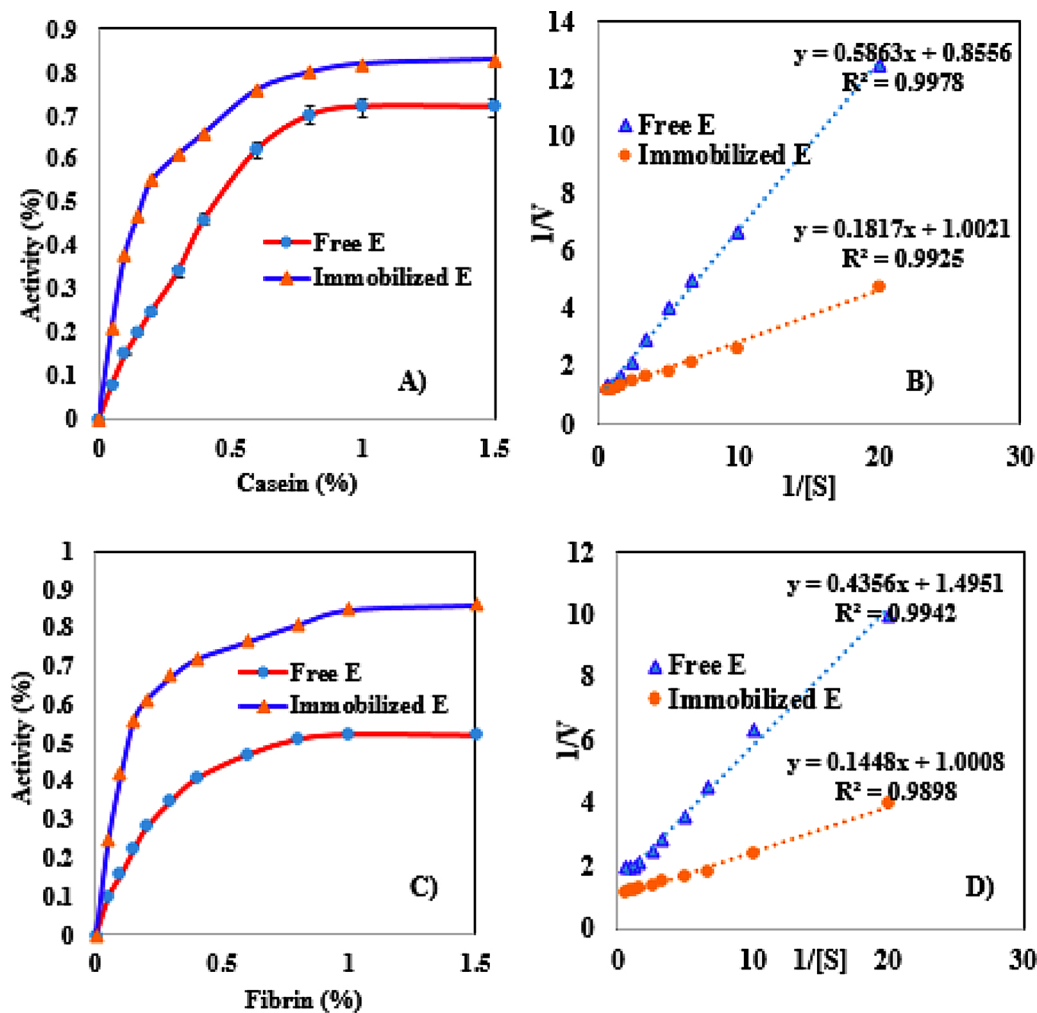 0.9
0.8
0.7
0.6
0.5
0.4
0.3
0.2
0.1
0
Activity (%)
Free E
Immobilized E
A)
0
0.5
1
1.5
Casein (%)
14
12
10
8
6
4
2
0
1/V
y = 0.5863x + 0.8556
R² = 0.9978
Free E
Immobilized E
y = 0.1817x + 1.0021
R² = 0.9925
B)
0
10
20
30
1/[S]
1
0.9
0.8
0.7
0.6
0.5
0.4
0.3
0.2
0.1
0
Activity (%)
Free E
Immobilized E
C)
0
0.5
1
1.5
Fibrin (%)
12
10
8
6
4
2
0
1/V
y = 0.4356x + 1.4951
R² = 0.9942
Free E
Immobilized E
y = 0.1448x + 1.0008
R² = 0.9898
D)
0
10
1/[S]
20
30